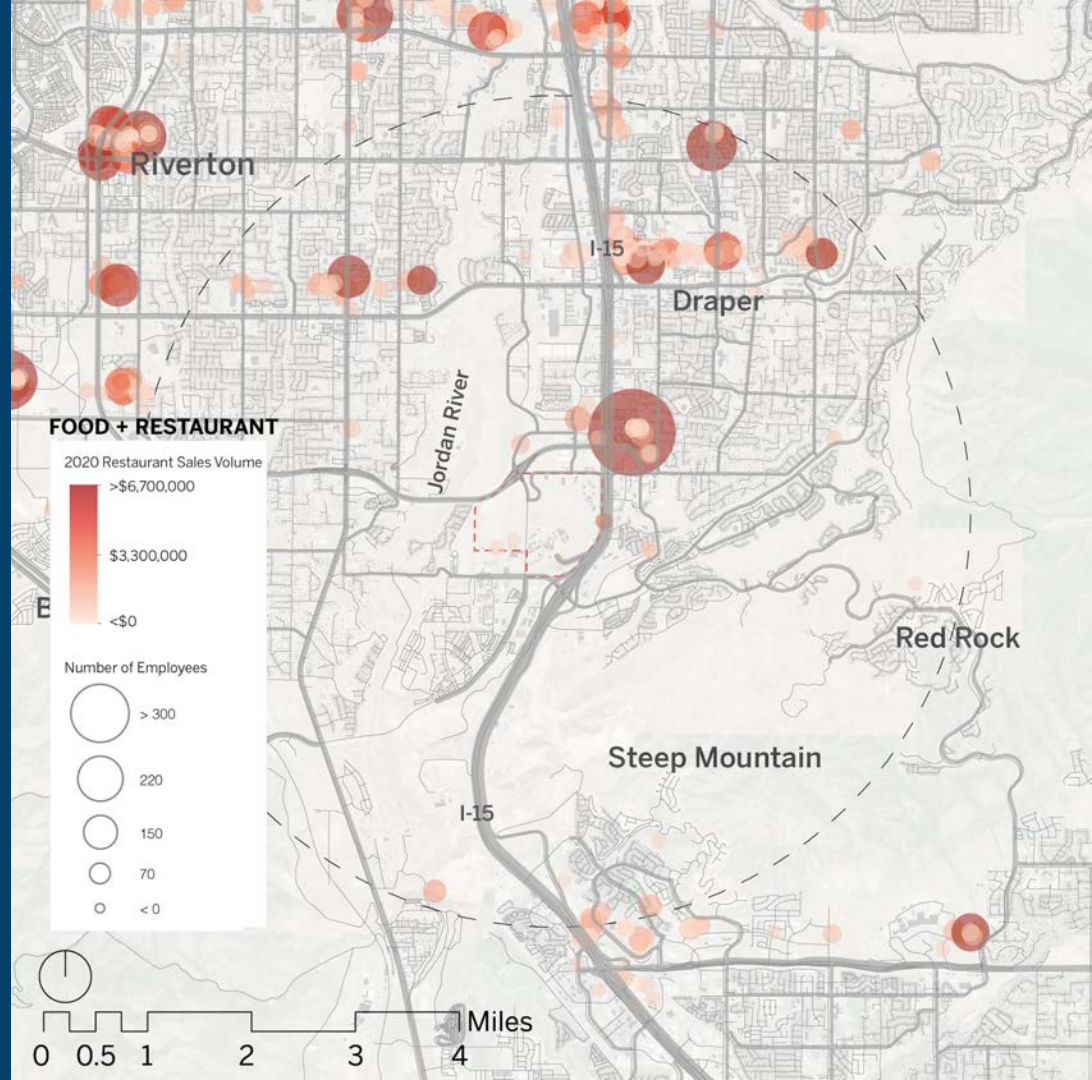 Riverton
I-15
Draper
Jordan River
FOOD + RESTAURANT
2020 Restaurant Sales Volume
>$6,700,000
$3,300,000
<$0
B
Number of Employees
> 300
220
150
70
< 0
Red Rock
Steep Mountain
I-15
Miles
0 0.5 1 2 3 4